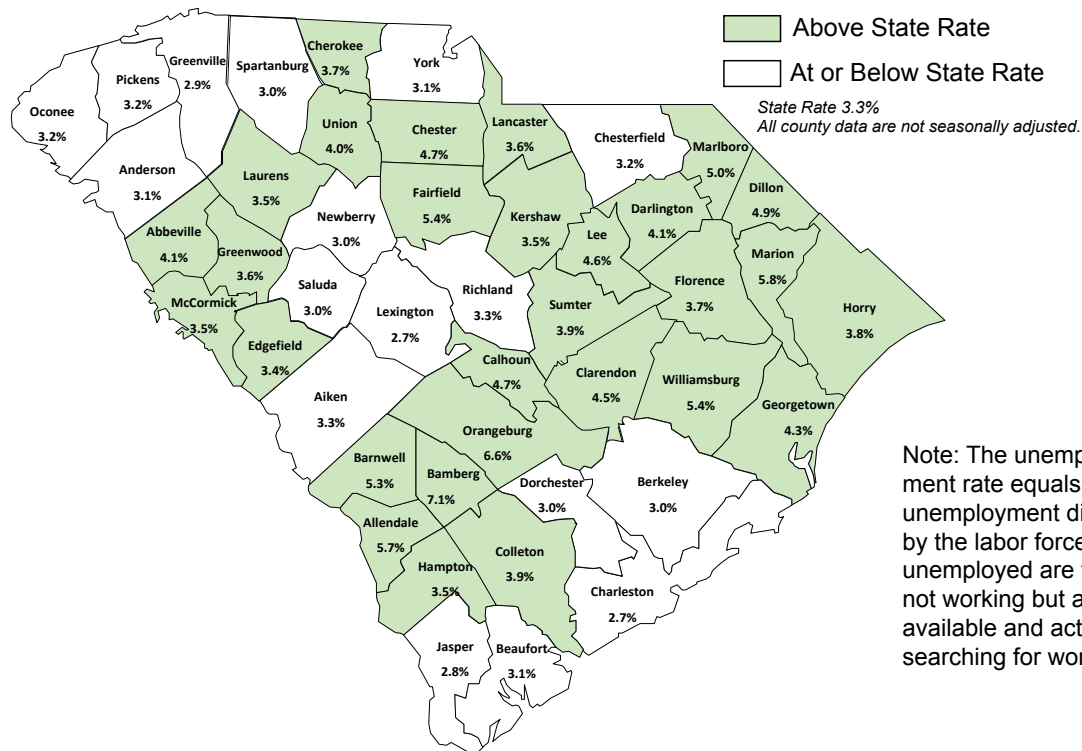 Above State Rate
At or Below State Rate
State Rate 3.3%
All county data are not seasonally adjusted.
Cherokee
3.7%
York
3.1%
Greenville
2.9%
Spartanburg
3.0%
Pickens
3.2%
Oconee
3.2%
Union
4.0%
Chester
4.7%
Lancaster
3.6%
Chesterfield
3.2%
Marlboro
5.0%
Dillon
4.9%
Anderson
3.1%
Laurens
3.5%
Fairfield
5.4%
Kershaw
3.5%
Darlington
4.1%
Lee
4.6%
Newberry
3.0%
Abbeville
4.1%
Greenwood
3.6%
Marion
5.8%
Florence
3.7%
Horry
3.8%
Saluda
3.0%
Richland
3.3%
McCormick
3.5%
Lexington
2.7%
Sumter
3.9%
Edgefield
3.4%
Calhoun
4.7%
Clarendon
4.5%
Williamsburg
5.4%
Georgetown
4.3%
Aiken
3.3%
Orangeburg
6.6%
Barnwell
5.3%
Bamberg
7.1%
Dorchester
3.0%
Berkeley
3.0%
Allendale
5.7%
Colleton
3.9%
Hampton
3.5%
Charleston
2.7%
Jasper
2.8%
Beaufort
3.1%
Note: The unemp
ment rate equals
unemployment di
by the labor force
unemployed are
not working but a
available and act
searching for wor